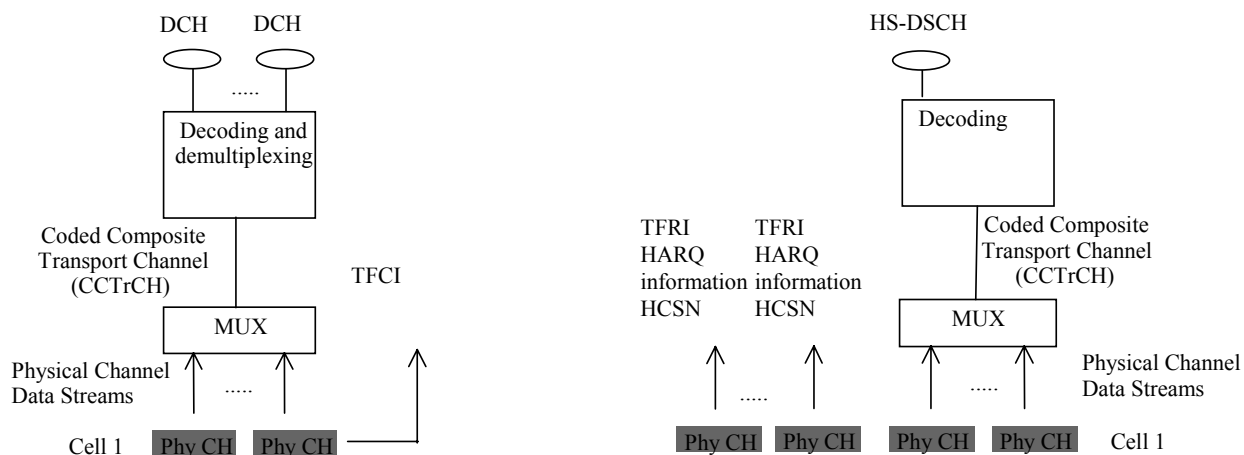 DCH
DCH
.....
Decoding and
demultiplexing
Coded Composite
Transport Channel
(CCTrCH)
TFCI
MUX
Physical Channel
Data Streams
.....
Cell 1
Phy CH
Phy CH
HS-DSCH
Decoding
TFRI
HARQ
information
HCSN
TFRI
HARQ
information
HCSN
Coded Composite
Transport Channel
(CCTrCH)
MUX
Physical Channel
Data Streams
.....
.....
Phy CH
Phy CH
Phy CH
Phy CH
Cell 1